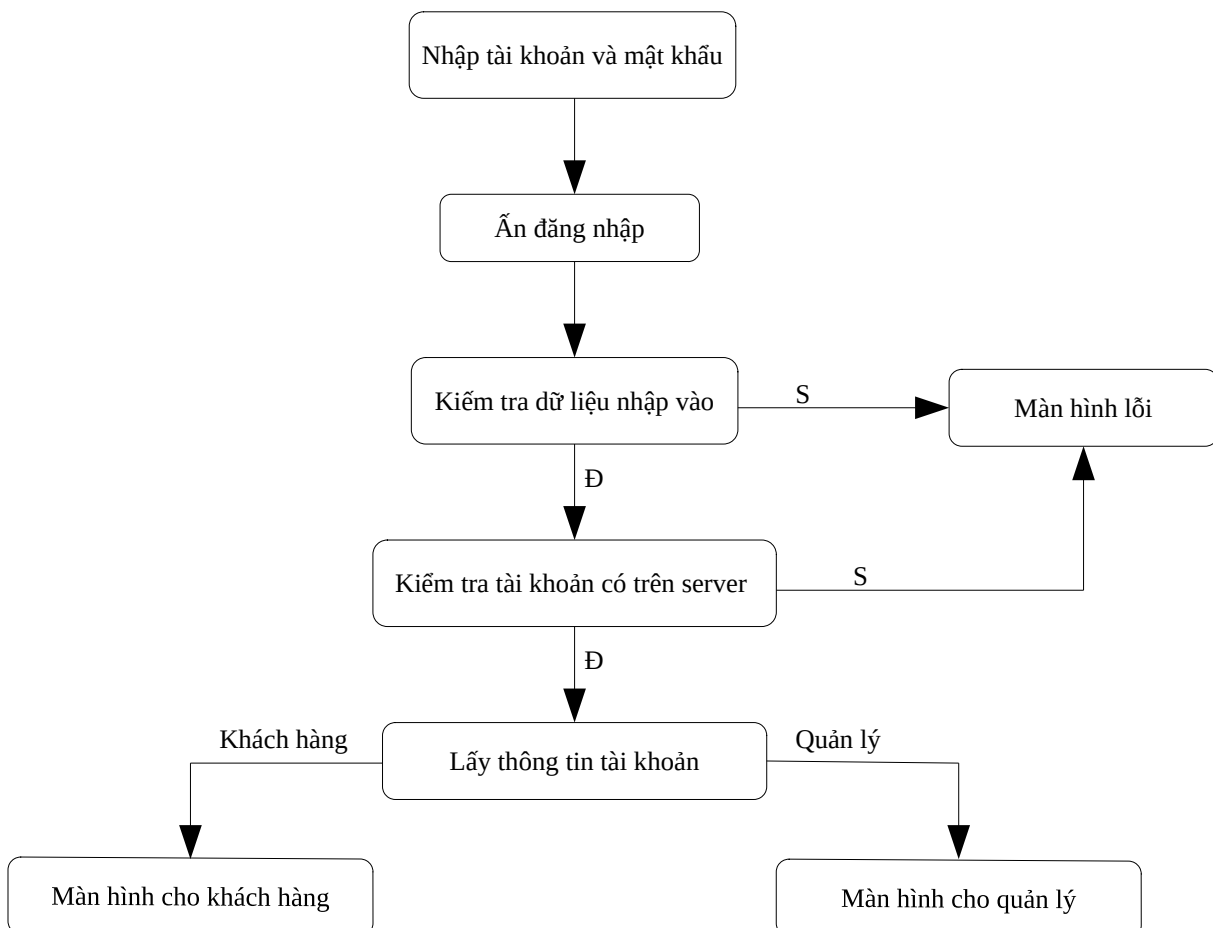 Nhập tài khoản và mật khẩu
Ấn đăng nhập
Kiếm tra dữ liệu nhập vào
S
Màn hình lỗi
Đ
Kiểm tra tài khoản có trên server
S
Đ
Khách hàng
Lấy thông tin tài khoản
Quản lý
Màn hình cho khách hàng
Màn hình cho quản lý